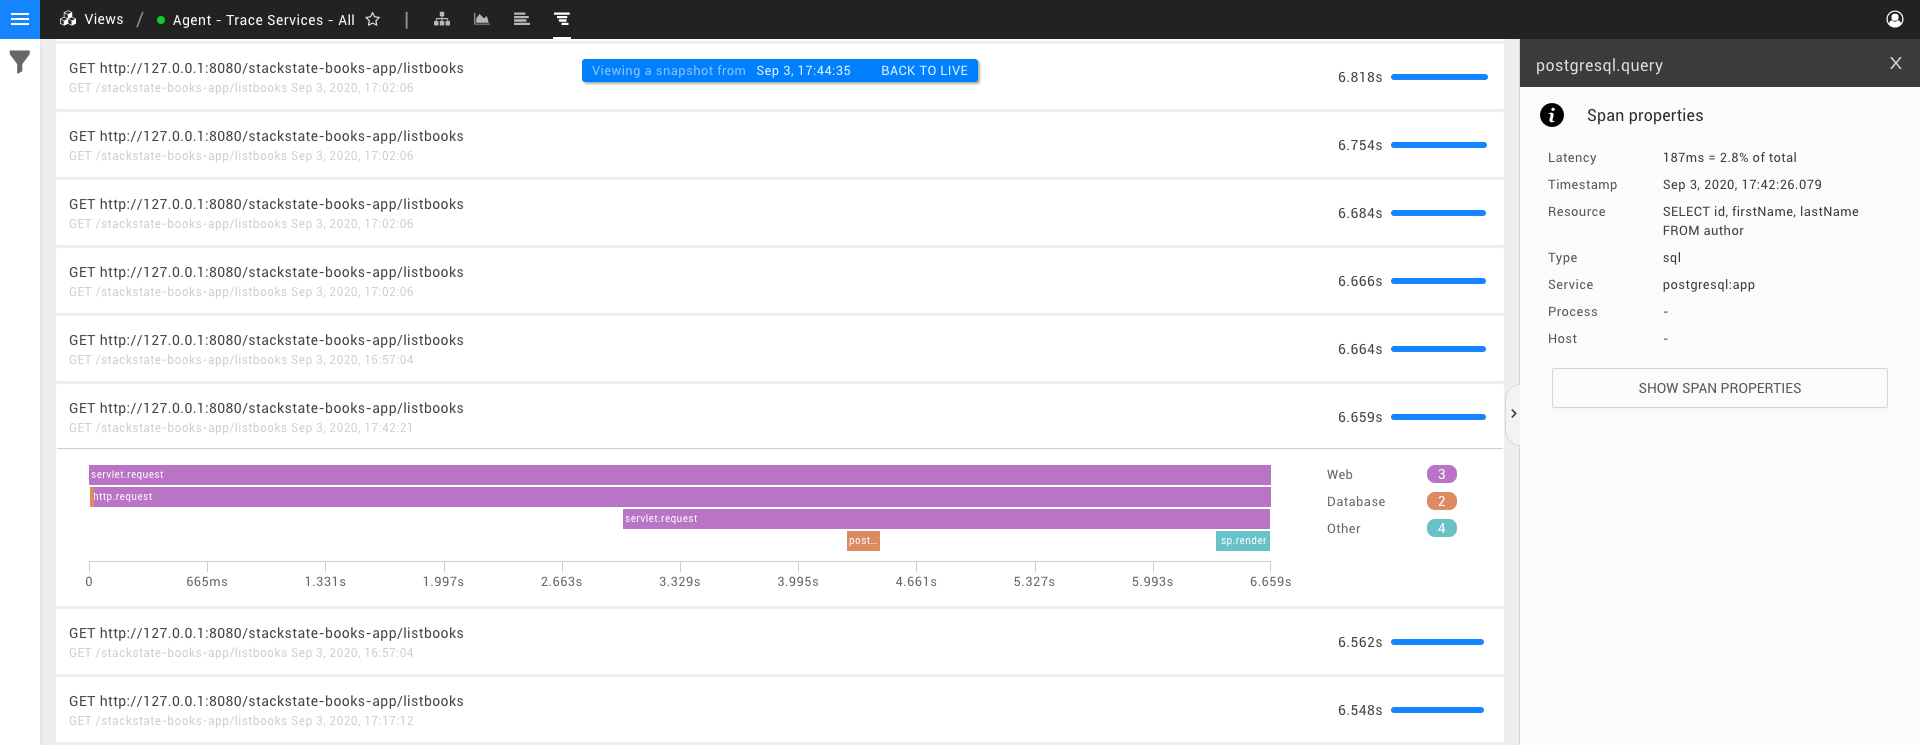 Views / Agent - Trace Services - All
GET http://127.0.0.1:8080/stackstate-books-app/listbooks
GET /stackstate-books-app/listbooks Sep 3, 2020, 17:02:06
6.818s
Viewing a snapshot from Sep 3, 17:44:35 BACK TO LIVE
GET http://127.0.0.1:8080/stackstate-books-app/listbooks
GET /stackstate-books-app/listbooks Sep 3, 2020, 17:02:06
6.754s
GET http://127.0.0.1:8080/stackstate-books-app/listbooks
GET /stackstate-books-app/listbooks Sep 3, 2020, 17:02:06
6.684s
GET http://127.0.0.1:8080/stackstate-books-app/listbooks
GET /stackstate-books-app/listbooks Sep 3, 2020, 17:02:06
6.666s
GET http://127.0.0.1:8080/stackstate-books-app/listbooks
GET /stackstate-books-app/listbooks Sep 3, 2020, 16:57:04
6.664s
GET http://127.0.0.1:8080/stackstate-books-app/listbooks
GET /stackstate-books-app/listbooks Sep 3, 2020, 17:42:21
6.659s
servlet.request
http.request
servlet.request
post...
sp.render
0 665ms 1.331s 1.997s 2.663s 3.329s 3.995s 4.661s 5.327s 5.993s 6.659s
Web 3
Database 2
Other 4
GET http://127.0.0.1:8080/stackstate-books-app/listbooks
GET /stackstate-books-app/listbooks Sep 3, 2020, 16:57:04
6.562s
GET http://127.0.0.1:8080/stackstate-books-app/listbooks
GET /stackstate-books-app/listbooks Sep 3, 2020, 17:17:12
6.548s
postgresql.query X
Span properties
Latency 187ms = 2.8% of total
Timestamp Sep 3, 2020, 17:42:26.079
Resource SELECT id, firstName, lastName
FROM author
Type sql
Service postgresql:app
Process -
Host -
SHOW SPAN PROPERTIES